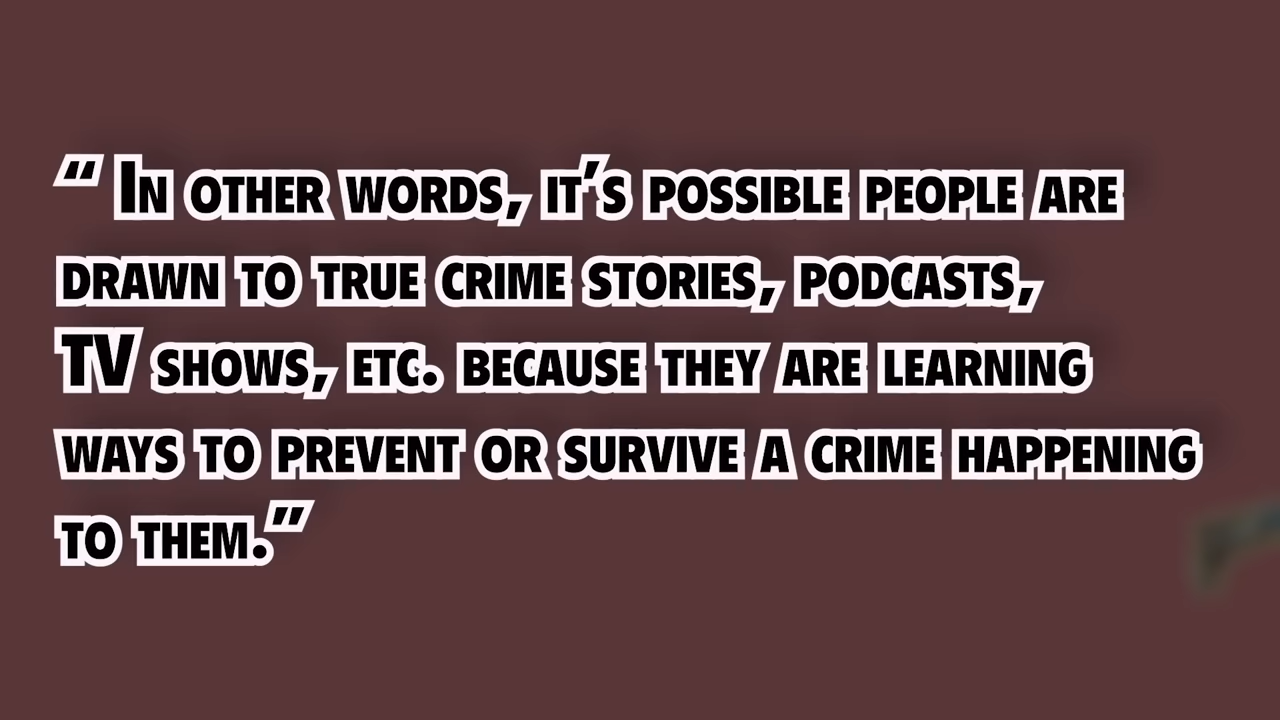 “ In other words, it’s possible people are
drawn to true crime stories, podcasts,
TV shows, etc. because they are learning
ways to prevent or survive a crime happening
to them.”